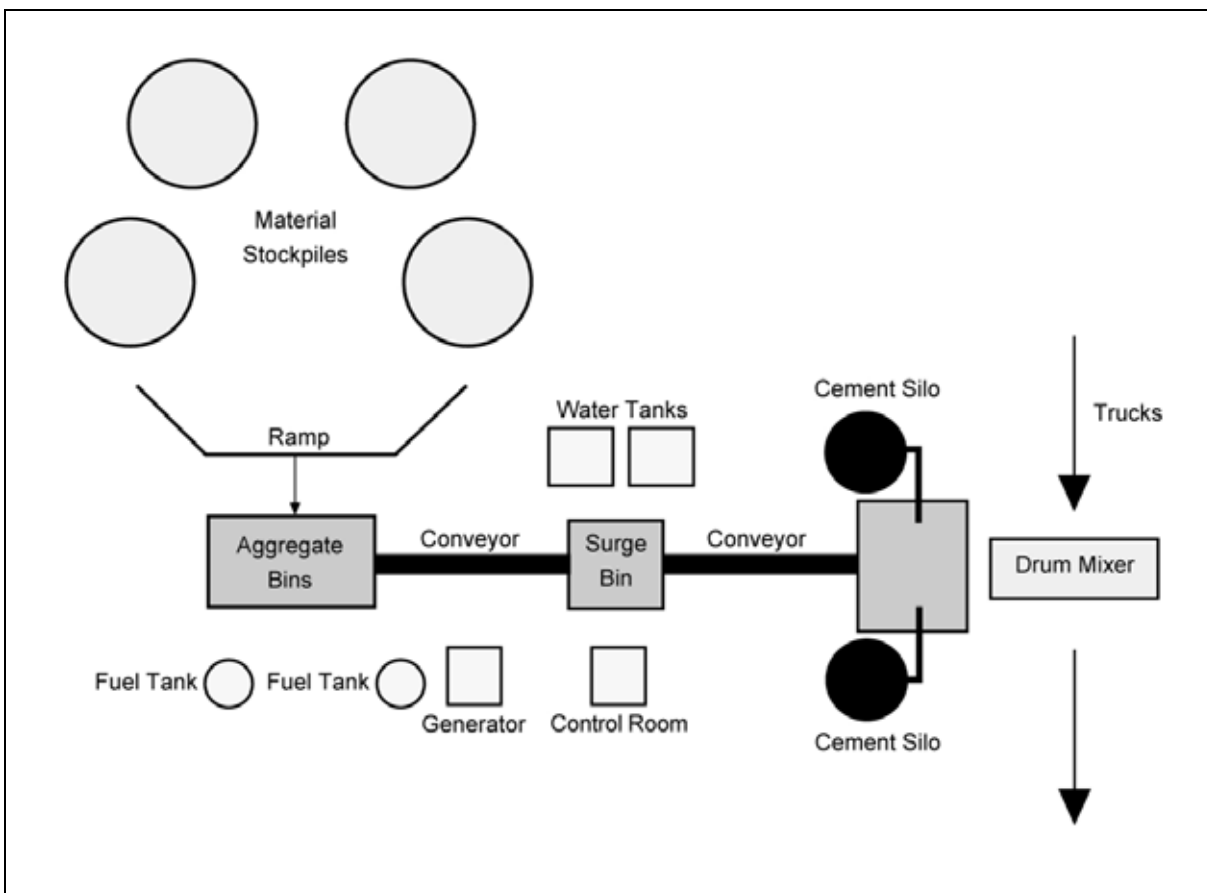 Material
Stockpiles
Ramp
Water Tanks
Cement Silo
Trucks
Aggregate
Bins
Conveyor
Surge
Bin
Conveyor
Drum Mixer
Fuel Tank
Fuel Tank
Generator
Control Room
Cement Silo